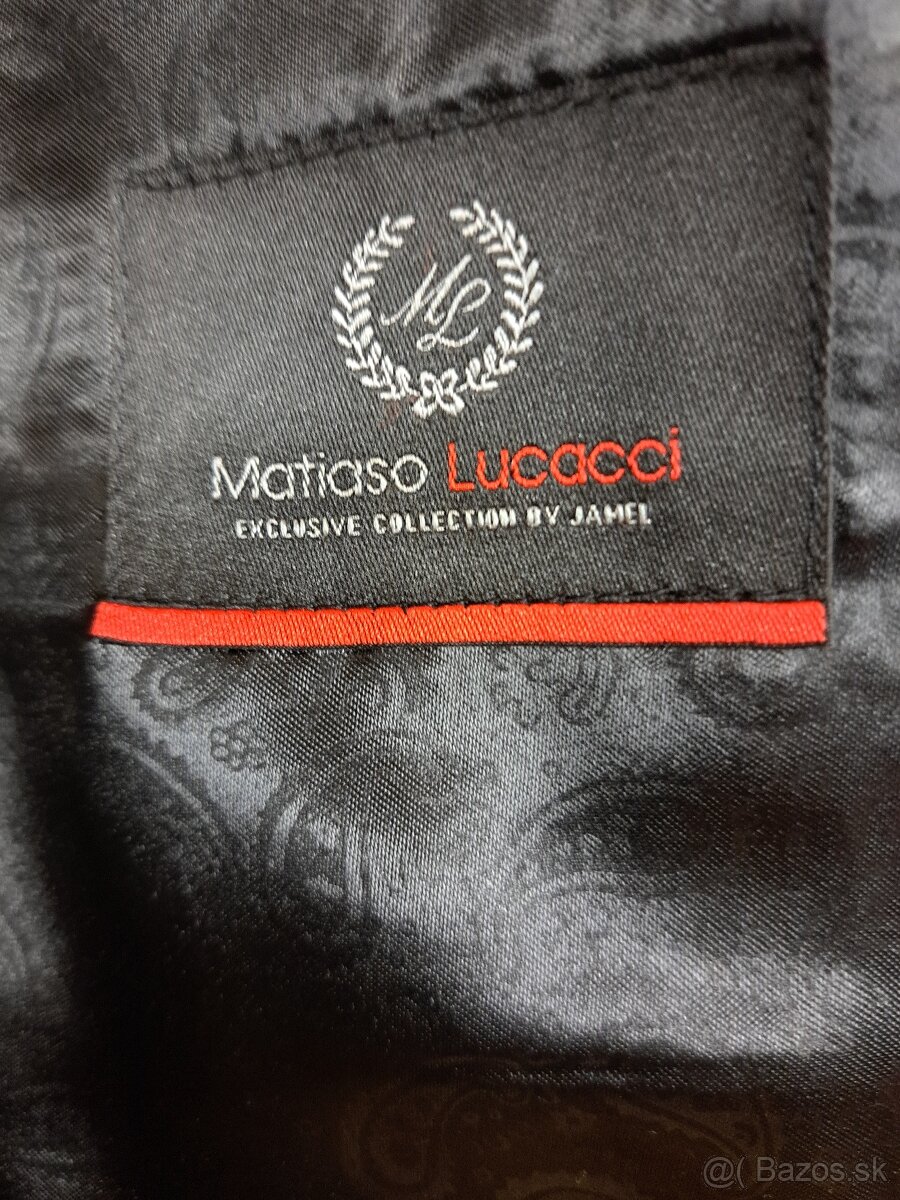 ML
Matiaso Lucacci
EXCLUSIVE COLLECTION BY JAMEL
@( Bazos.sk